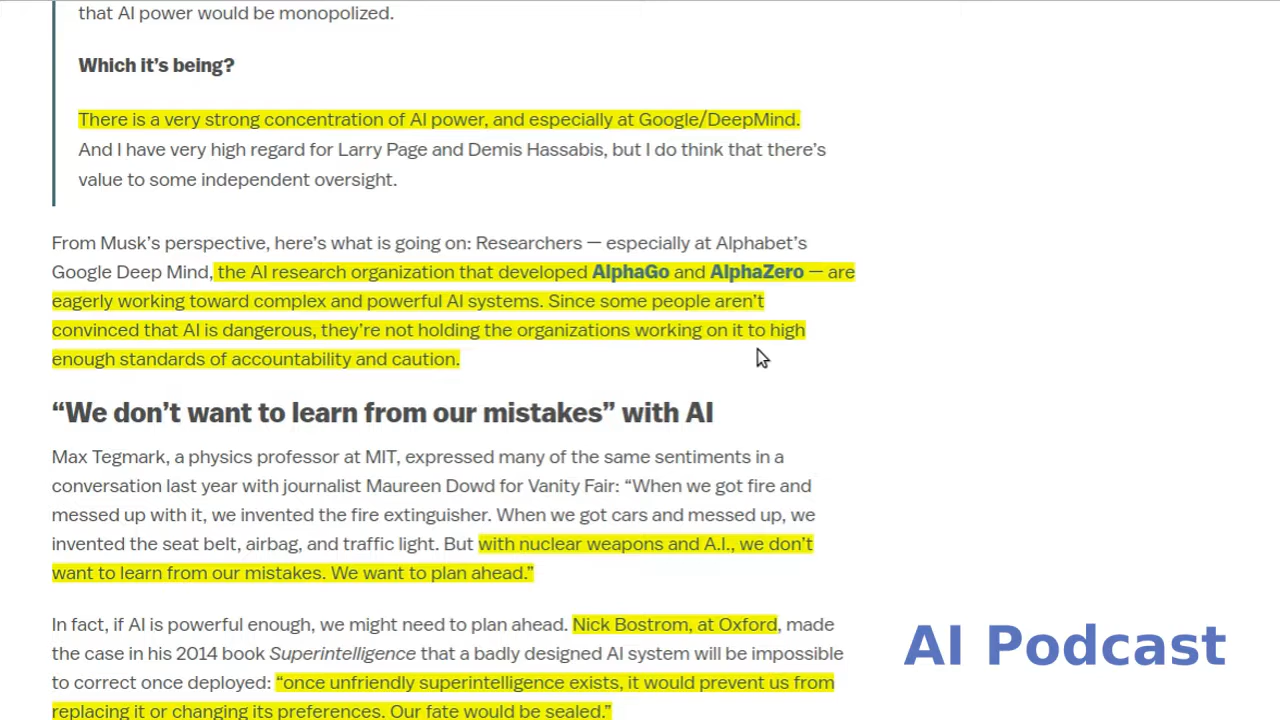 that AI power would be monopolized.
Which it’s being?
There is a very strong concentration of AI power, and especially at Google/DeepMind.
And I have very high regard for Larry Page and Demis Hassabis, but I do think that there’s
value to some independent oversight.
From Musk’s perspective, here’s what is going on: Researchers — especially at Alphabet’s
Google Deep Mind, the AI research organization that developed AlphaGo and AlphaZero — are
eagerly working toward complex and powerful AI systems. Since some people aren’t
convinced that AI is dangerous, they’re not holding the organizations working on it to high
enough standards of accountability and caution.
“We don’t want to learn from our mistakes” with AI
Max Tegmark, a physics professor at MIT, expressed many of the same sentiments in a
conversation last year with journalist Maureen Dowd for Vanity Fair: “When we got fire and
messed up with it, we invented the fire extinguisher. When we got cars and messed up, we
invented the seat belt, airbag, and traffic light. But with nuclear weapons and A.I., we don’t
want to learn from our mistakes. We want to plan ahead.”
In fact, if AI is powerful enough, we might need to plan ahead. Nick Bostrom, at Oxford, made
the case in his 2014 book Superintelligence that a badly designed AI system will be impossible
to correct once deployed: “once unfriendly superintelligence exists, it would prevent us from
replacing it or changing its preferences. Our fate would be sealed.”
AI Podcast